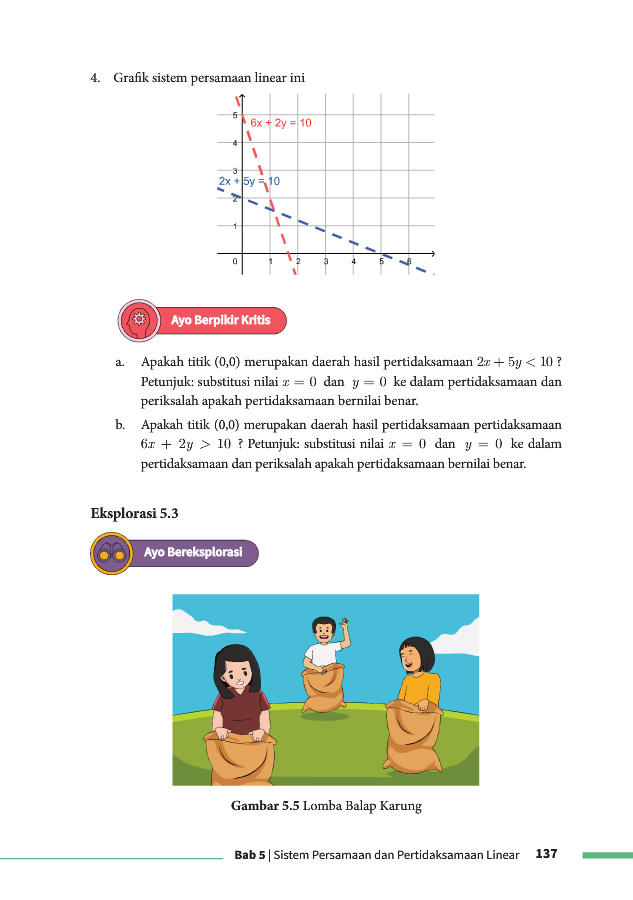 4. Grafik sistem persamaan linear ini
5
6x + 2y = 10
4
3
2x + 5y = 10
2
1
0 1 2 3 4 5 6
Ayo Berpikir Kritis
a. Apakah titik (0,0) merupakan daerah hasil pertidaksamaan 2x + 5y < 10 ?
Petunjuk: substitusi nilai x = 0 dan y = 0 ke dalam pertidaksamaan dan
periksalah apakah pertidaksamaan bernilai benar.
b. Apakah titik (0,0) merupakan daerah hasil pertidaksamaan pertidaksamaan
6x + 2y > 10 ? Petunjuk: substitusi nilai x = 0 dan y = 0 ke dalam
pertidaksamaan dan periksalah apakah pertidaksamaan bernilai benar.
Eksplorasi 5.3
Ayo Bereksplorasi
Gambar 5.5 Lomba Balap Karung
Bab 5 | Sistem Persamaan dan Pertidaksamaan Linear 137